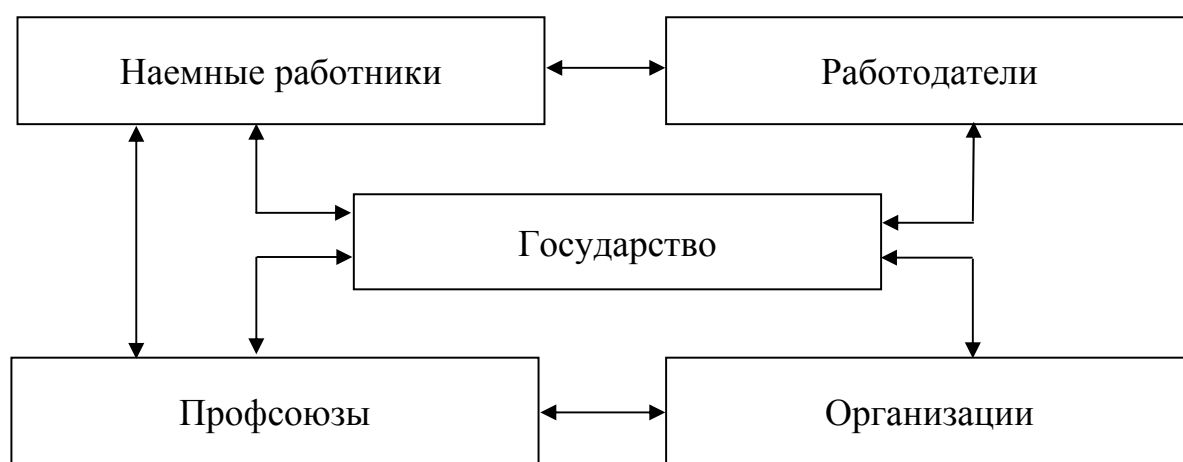 Наемные работники
Работодатели
Государство
Профсоюзы
Организации